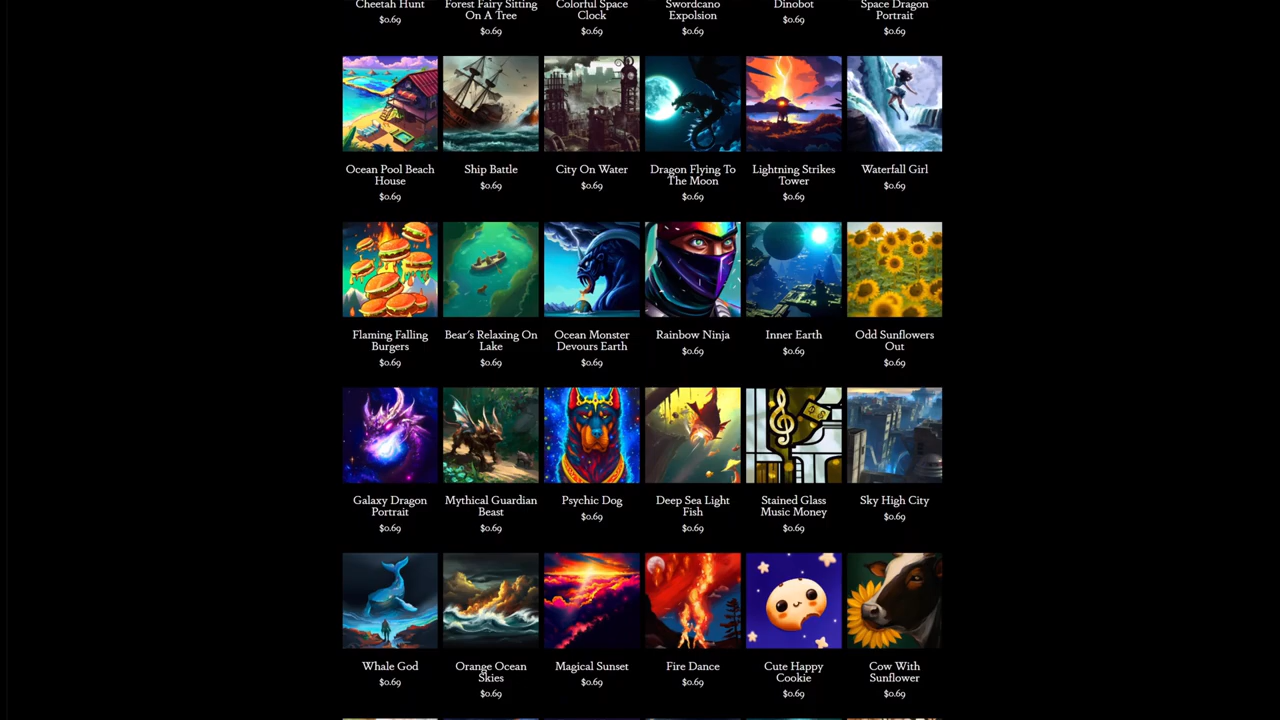 Cheetah Hunt
$0.69
Forest Fairy Sitting
On A Tree
$0.69
Colorful Space
Clock
$0.69
Swordcano
Expolsion
$0.69
Dinobot
$0.69
Space Dragon
Portrait
$0.69
Ocean Pool Beach
House
$0.69
Ship Battle
$0.69
City On Water
$0.69
Dragon Flying To
The Moon
$0.69
Lightning Strikes
Tower
$0.69
Waterfall Girl
$0.69
Flaming Falling
Burgers
$0.69
Bear's Relaxing On
Lake
$0.69
Ocean Monster
Devours Earth
$0.69
Rainbow Ninja
$0.69
Inner Earth
$0.69
Odd Sunflowers
Out
$0.69
Galaxy Dragon
Portrait
$0.69
Mythical Guardian
Beast
$0.69
Psychic Dog
$0.69
Deep Sea Light
Fish
$0.69
Stained Glass
Music Money
$0.69
Sky High City
$0.69
Whale God
$0.69
Orange Ocean
Skies
$0.69
Magical Sunset
$0.69
Fire Dance
$0.69
Cute Happy
Cookie
$0.69
Cow With
Sunflower
$0.69